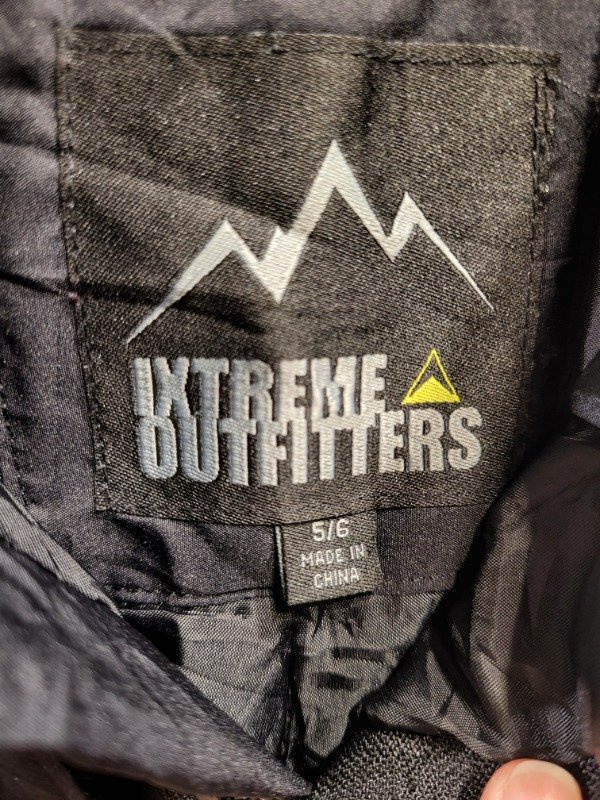 IXTREME
OUTFITTERS
5/6
MADE IN
CHINA